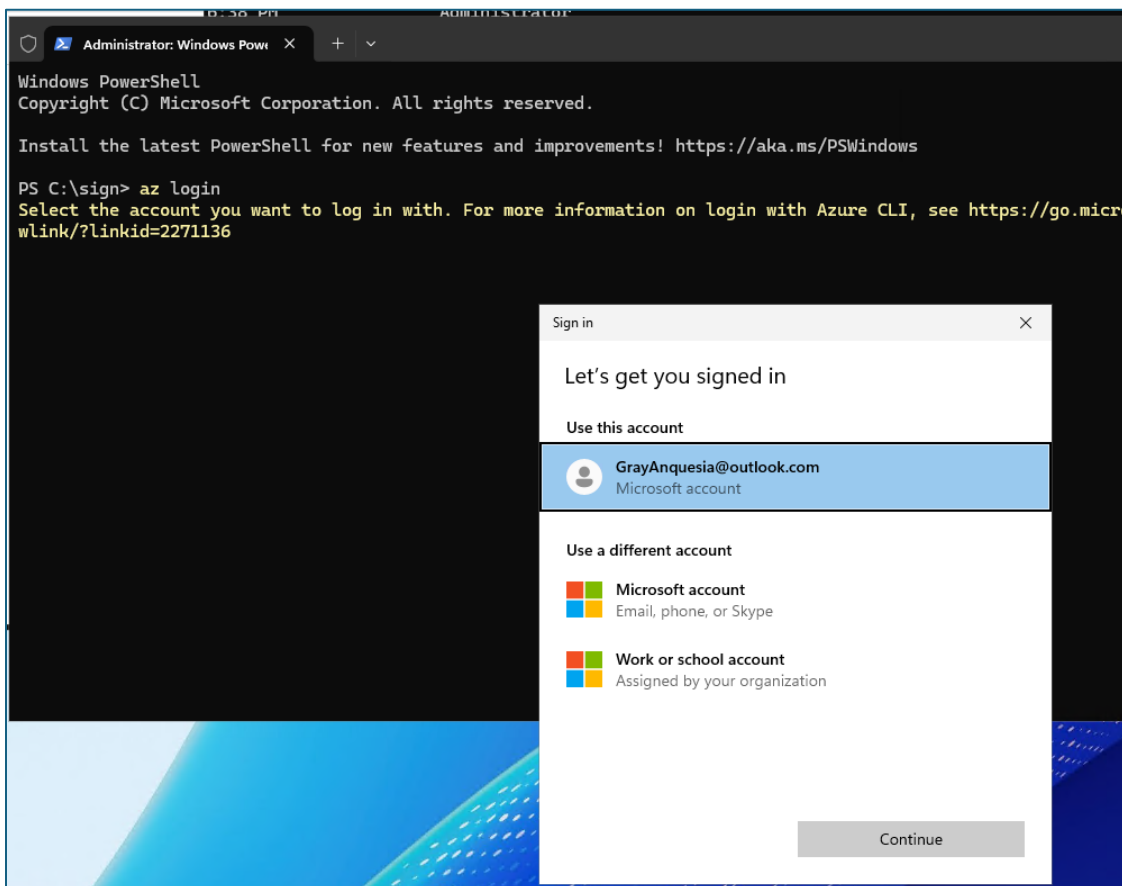 6:38 PM Administrator
Administrator: Windows Powe
Windows PowerShell
Copyright (C) Microsoft Corporation. All rights reserved.
Install the latest PowerShell for new features and improvements! https://aka.ms/PSWindows
PS C:\sign> az login
Select the account you want to log in with. For more information on login with Azure CLI, see https://go.micr
wlink/?linkid=2271136
Sign in
Let's get you signed in
Use this account
GrayAnquesia@outlook.com
Microsoft account
Use a different account
Microsoft account
Email, phone, or Skype
Work or school account
Assigned by your organization
Continue